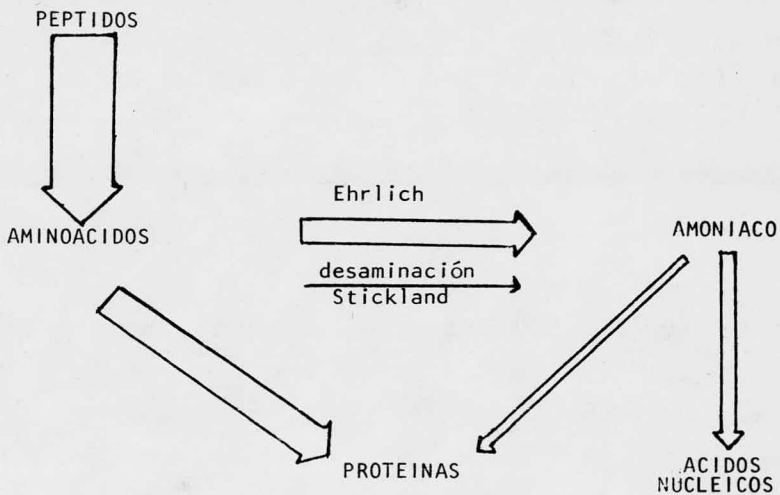 PEPTIDOS
Ehrlich
AMINOACIDOS
AMONIACO
desaminación
Stickland
PROTEINAS
ACIDOS
NUCLEICOS